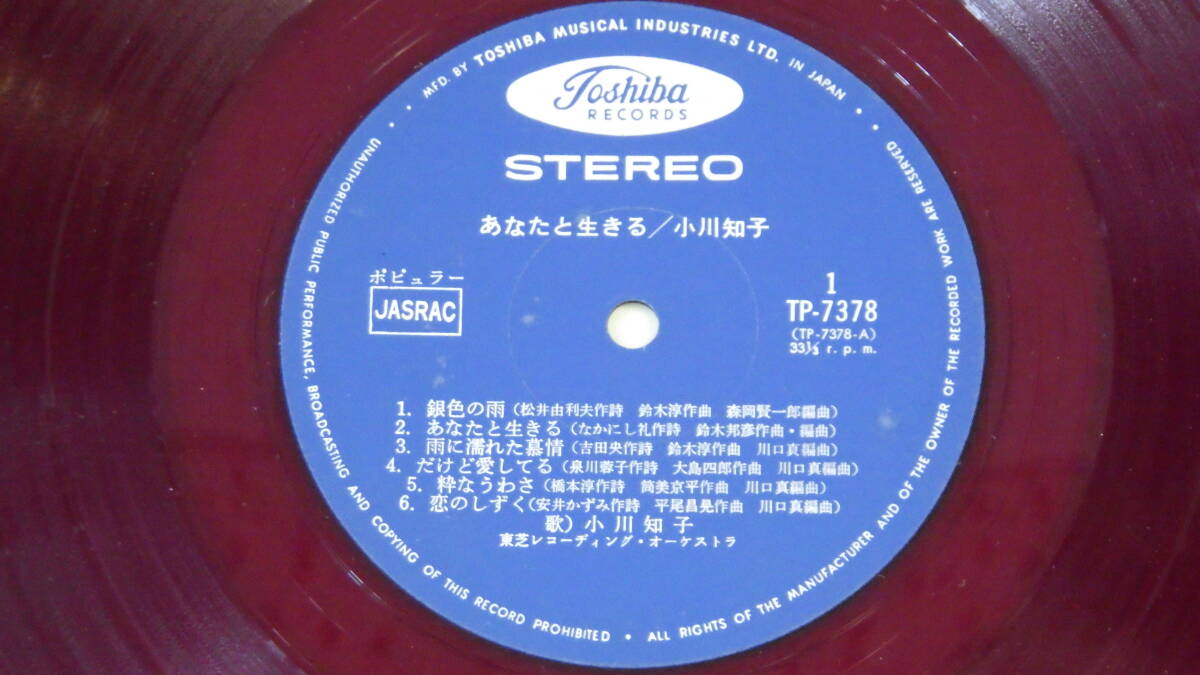 MFD. BY TOSHIBA MUSICAL INDUSTRIES LTD. IN JAPAN
Toshiba
RECORDS
STEREO
あなたと生きる/小川知子
ポピュラー
JASRAC
1
TP-7378
(TP-7378-A)
33⅓ r. p. m.
1. 銀色の雨(松井由利夫作詩 鈴木淳作曲 森岡賢一郎編曲)
2. あなたと生きる(なかにし礼作詩 鈴木邦彦作曲・編曲)
3. 雨に濡れた慕情(吉田央作詩 鈴木淳作曲 川口真編曲)
4. だけど愛してる(泉川蓉子作詩 大島四郎作曲 川口真編曲)
5. 粋なうわさ(橋本淳作詩 筒美京平作曲 川口真編曲)
6. 恋のしずく(安井かずみ作詩 平尾昌晃作曲 川口真編曲)
歌)小川知子
東芝レコーディング・オーケストラ
UNAUTHORIZED PUBLIC PERFORMANCE, BROADCASTING AND COPYING OF THIS RECORD PROHIBITED • ALL RIGHTS OF THE MANUFACTURER AND OF THE OWNER OF THE RECORDED WORK ARE RESERVED